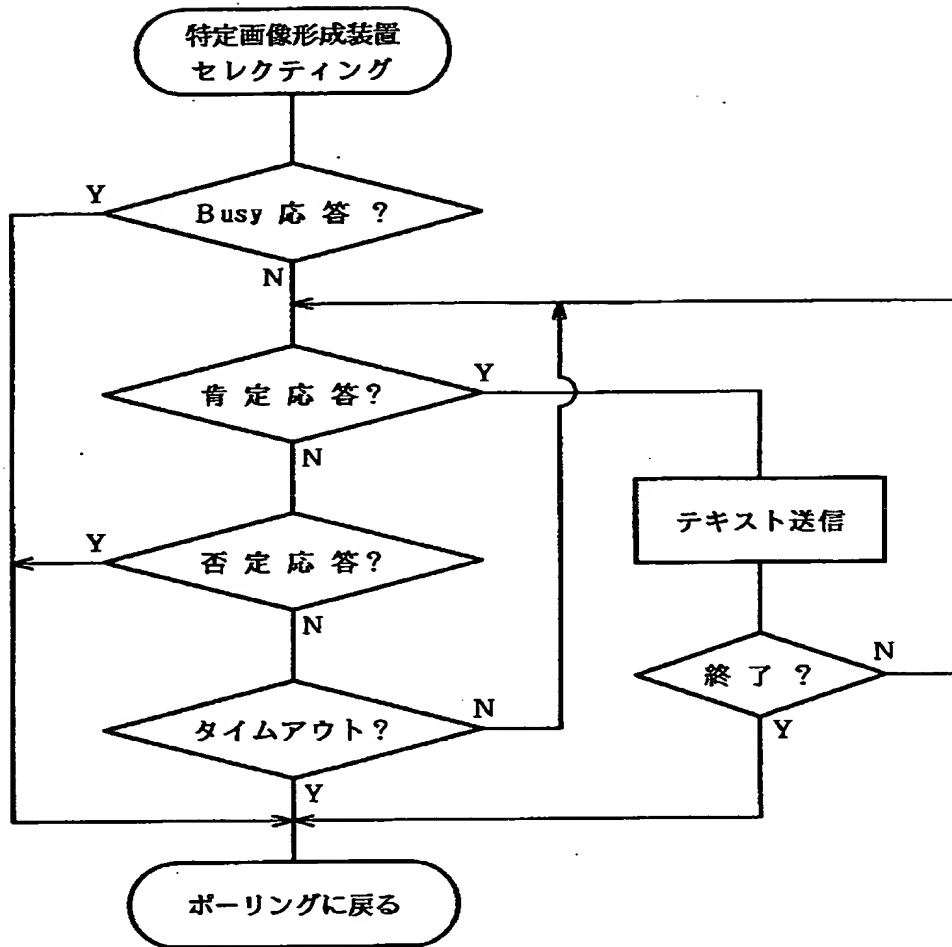 特定画像形成装置
セレクティング
Y
Busy 応 答 ?
N
肯 定 応 答?
Y
N
テキスト送信
Y
否 定 応 答?
N
終 了 ?
N
Y
タイムアウト?
N
Y
ポーリングに戻る